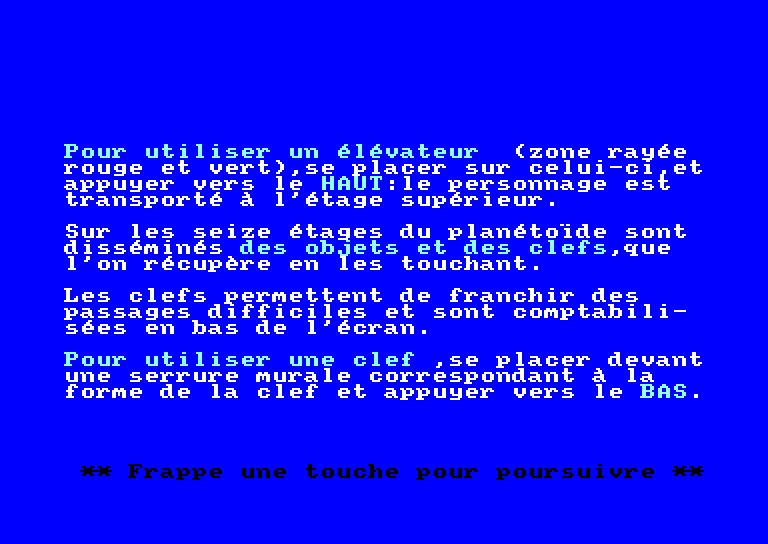 Pour utiliser un élévateur  (zone rayée
rouge et vert),se placer sur celui-ci,et
appuyer vers le HAUT:le personnage est
transporté à l'étage supérieur.
Sur les seize étages du planétoïde sont
disséminés des objets et des clefs,que
l'on récupère en les touchant.
Les clefs permettent de franchir des
passages difficiles et sont comptabili-
sées en bas de l'écran.
Pour utiliser une clef ,se placer devant
une serrure murale correspondant à la
forme de la clef et appuyer vers le BAS.
** Frappe une touche pour poursuivre **